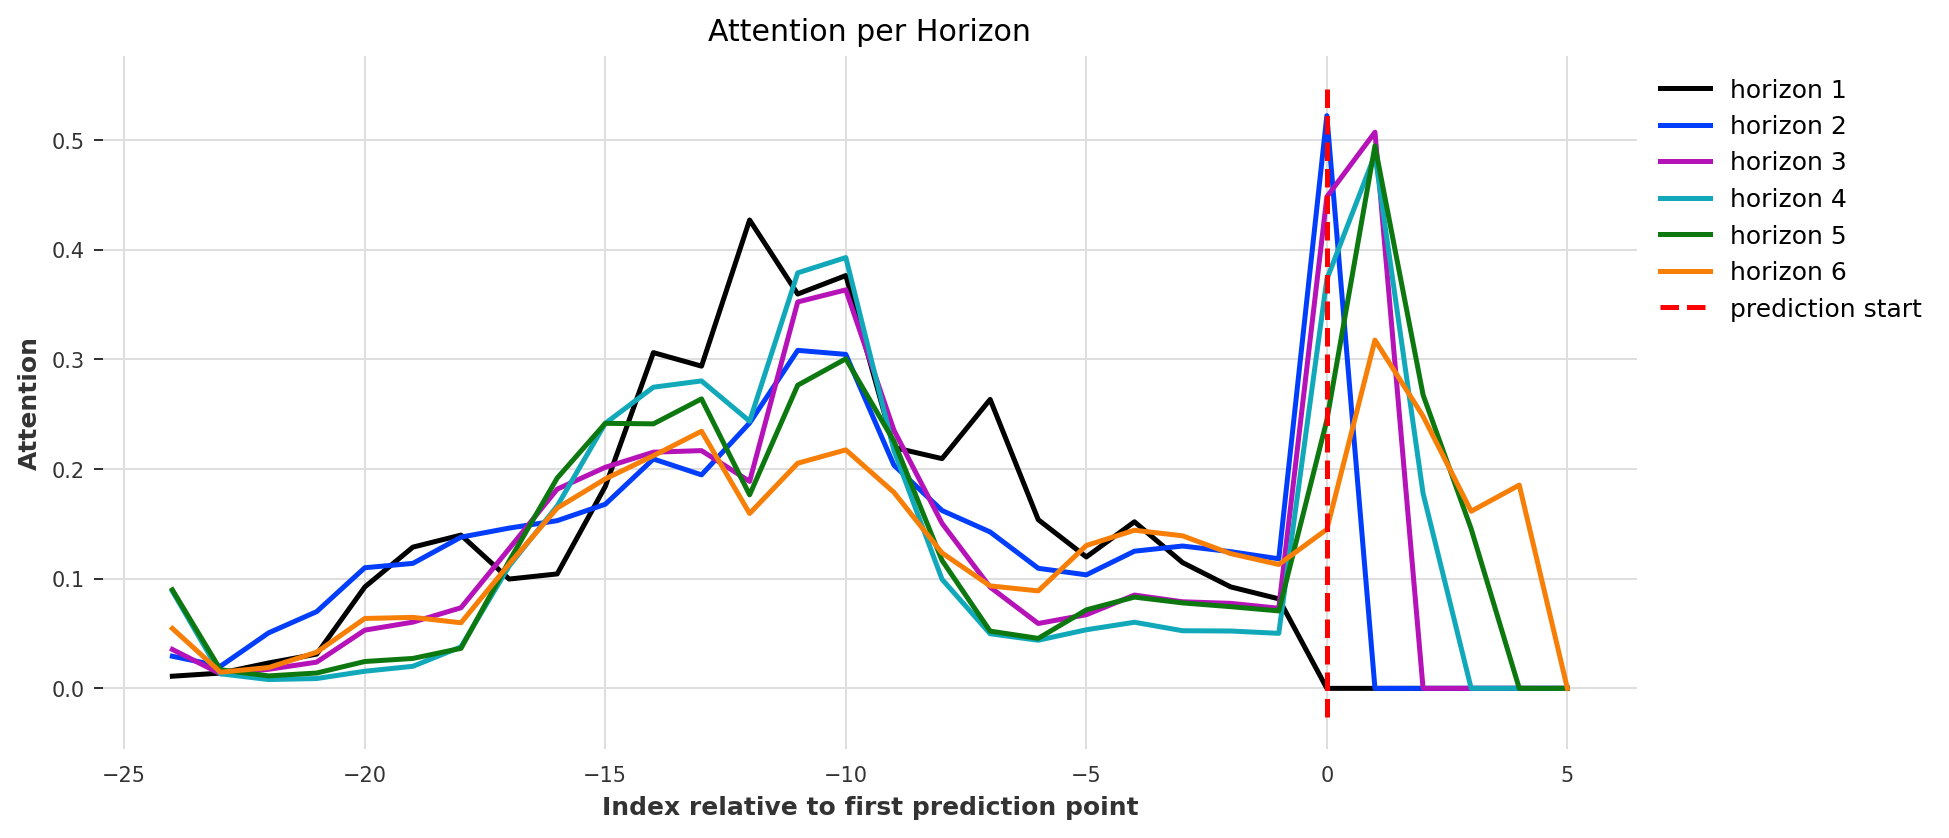 Attention per Horizon
horizon 1
horizon 2
horizon 3
horizon 4
horizon 5
horizon 6
prediction start
Attention
0.5
0.4
0.3
0.2
0.1
0.0
−25
−20
−15
−10
−5
0
5
Index relative to first prediction point